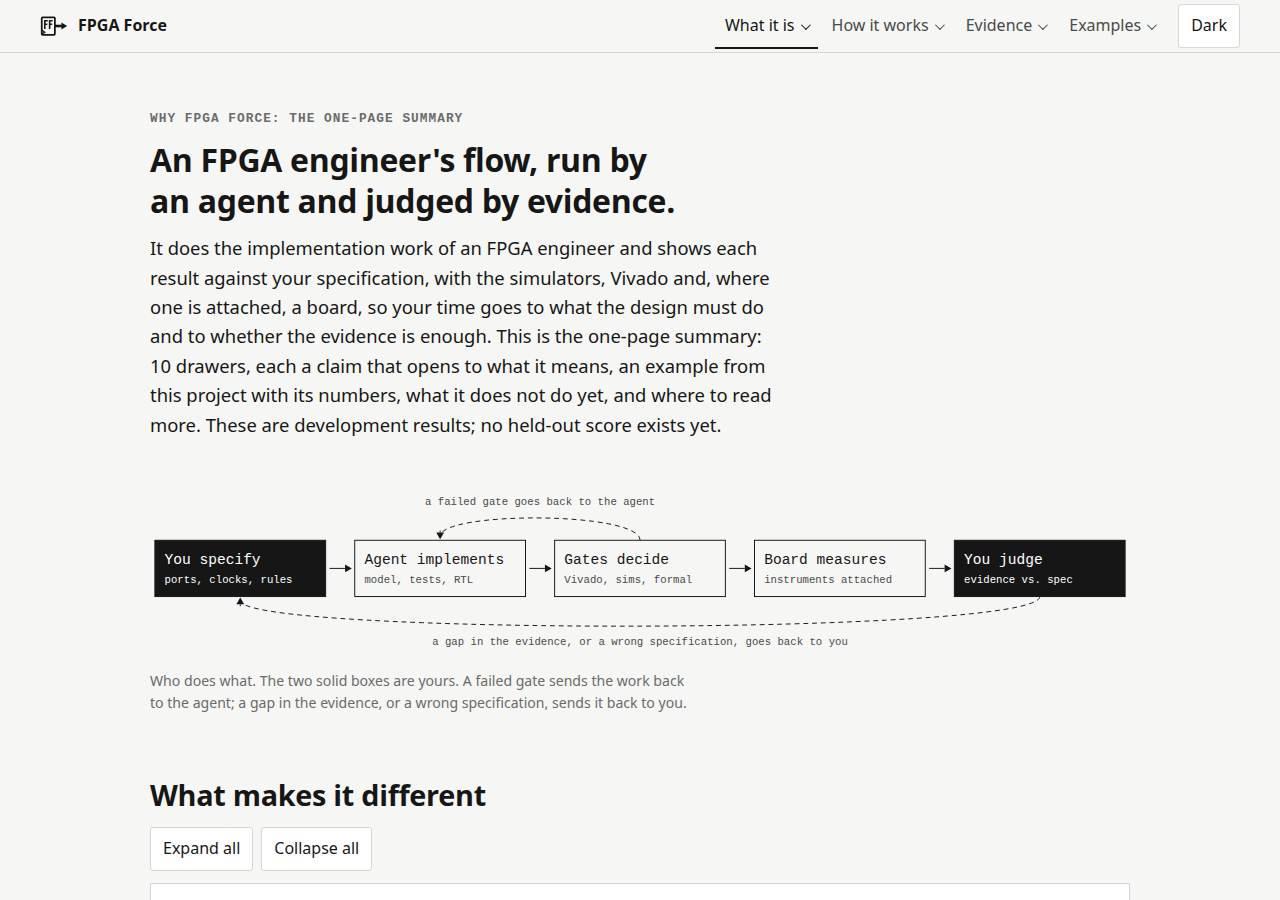 FPGA Force
What it is
How it works
Evidence
Examples
Dark
WHY FPGA FORCE: THE ONE-PAGE SUMMARY
An FPGA engineer's flow, run by
an agent and judged by evidence.
It does the implementation work of an FPGA engineer and shows each
result against your specification, with the simulators, Vivado and, where
one is attached, a board, so your time goes to what the design must do
and to whether the evidence is enough. This is the one-page summary:
10 drawers, each a claim that opens to what it means, an example from
this project with its numbers, what it does not do yet, and where to read
more. These are development results; no held-out score exists yet.
a failed gate goes back to the agent
You specify
ports, clocks, rules
Agent implements
model, tests, RTL
Gates decide
Vivado, sims, formal
Board measures
instruments attached
You judge
evidence vs. spec
a gap in the evidence, or a wrong specification, goes back to you
Who does what. The two solid boxes are yours. A failed gate sends the work back
to the agent; a gap in the evidence, or a wrong specification, sends it back to you.
What makes it different
Expand all
Collapse all